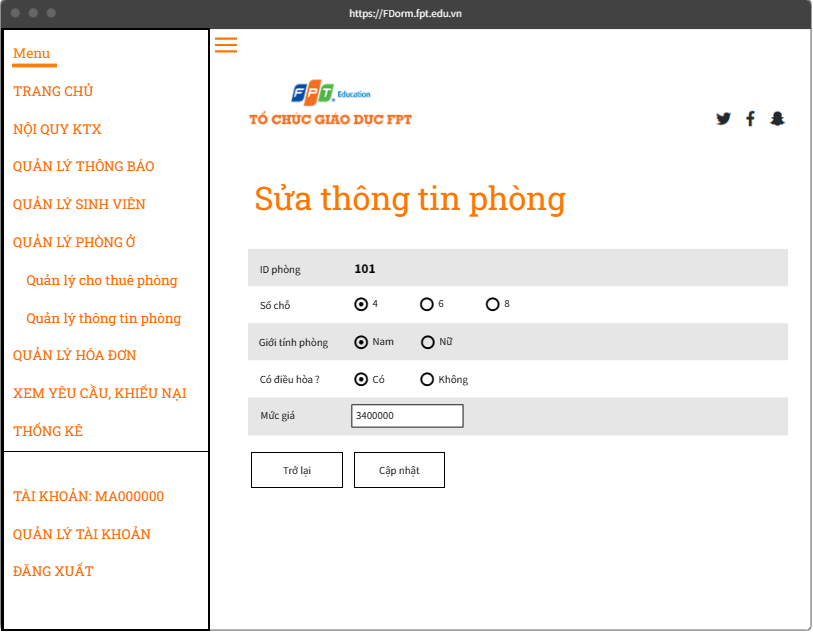 https://FDorm.fpt.edu.vn
Menu
TRANG CHỦ
NỘI QUY KTX
QUẢN LÝ THÔNG BÁO
QUẢN LÝ SINH VIÊN
QUẢN LÝ PHÒNG Ở
Quản lý cho thuê phòng
Quản lý thông tin phòng
QUẢN LÝ HÓA ĐƠN
XEM YÊU CẦU, KHIẾU NẠI
THỐNG KÊ
TÀI KHOẢN: MA000000
QUẢN LÝ TÀI KHOẢN
ĐĂNG XUẤT
FPT Education
TỔ CHỨC GIÁO DỤC FPT
Sửa thông tin phòng
ID phòng 101
Số chỗ 4 6 8
Giới tính phòng Nam Nữ
Có điều hòa ? Có Không
Mức giá 3400000
Trở lại Cập nhật